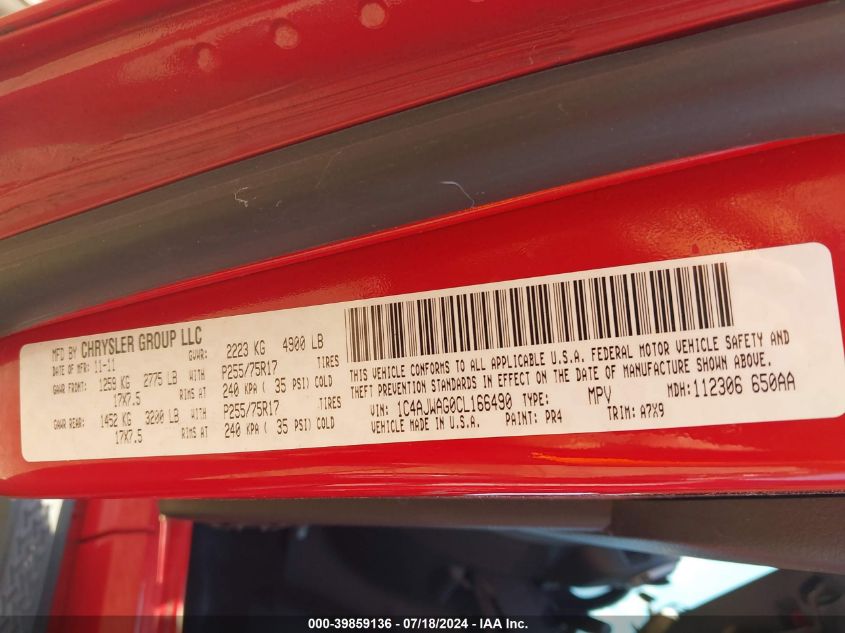 MFD BY CHRYSLER GROUP LLC
DATE OF MFR: 11-11 GVWR: 2223 KG 4900 LB
GAWR FRONT: 1259 KG 2775 LB P255/75R17 TIRES
17X7.5 RIMS AT 240 KPA ( 35 PSI) COLD
GAWR REAR: 1452 KG 3200 LB P255/75R17 TIRES
17X7.5 RIMS AT 240 KPA ( 35 PSI) COLD
THIS VEHICLE CONFORMS TO ALL APPLICABLE U.S.A. FEDERAL MOTOR VEHICLE SAFETY AND
THEFT PREVENTION STANDARDS IN EFFECT ON THE DATE OF MANUFACTURE SHOWN ABOVE.
VIN: 1C4AJWAG0CL166490 TYPE: MPV MDH: 112306 650AA
VEHICLE MADE IN U.S.A. PAINT: PR4 TRIM: A7X9
000-39859136 - 07/18/2024 - IAA Inc.